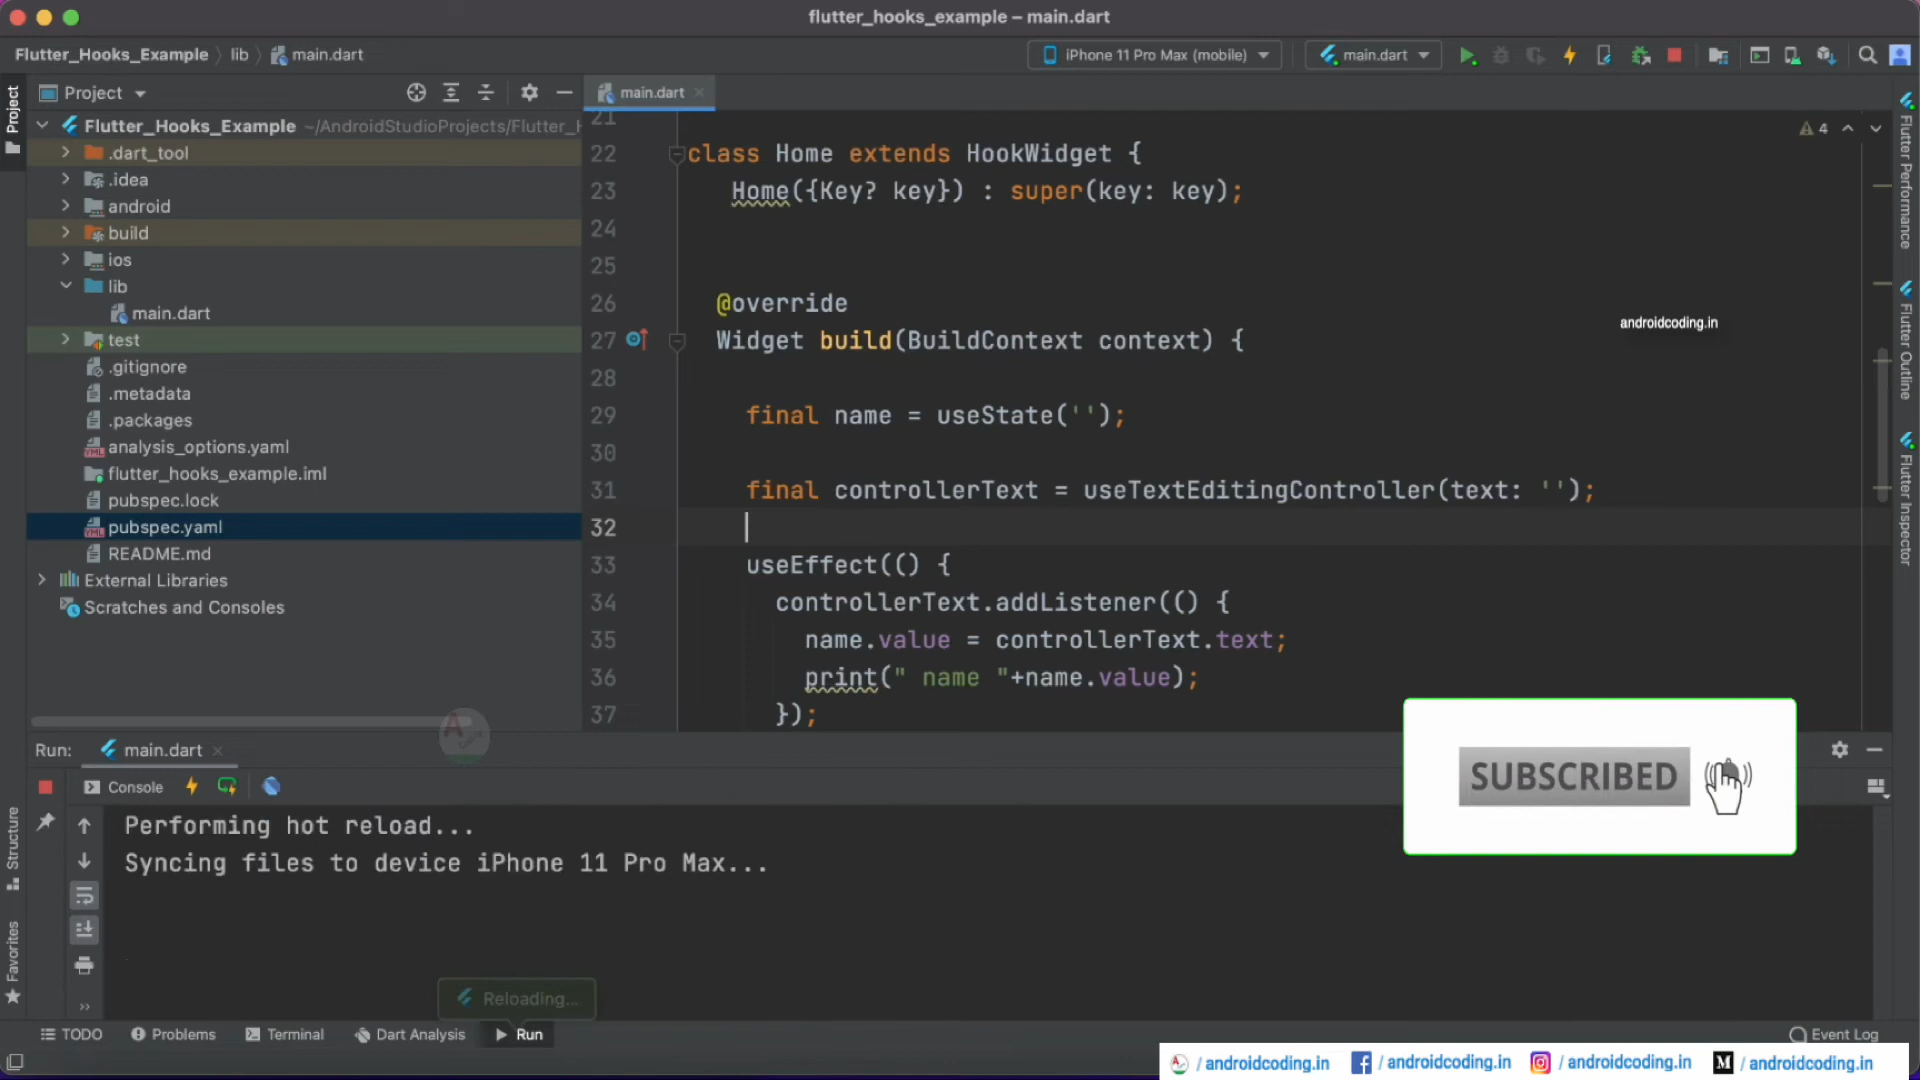 flutter_hooks_example – main.dart
Flutter_Hooks_Example lib main.dart
iPhone 11 Pro Max (mobile) main.dart
Project
Project
main.dart
Flutter_Hooks_Example ~/AndroidStudioProjects/Flutter_H
.dart_tool
.idea
android
build
ios
lib
main.dart
test
.gitignore
.metadata
.packages
analysis_options.yaml
flutter_hooks_example.iml
pubspec.lock
pubspec.yaml
README.md
External Libraries
Scratches and Consoles
4
21
22 class Home extends HookWidget {
23 Home({Key? key}) : super(key: key);
24
25
26 @override
27 Widget build(BuildContext context) {
28
29 final name = useState('');
30
31 final controllerText = useTextEditingController(text: '');
32
33 useEffect(() {
34 controllerText.addListener(() {
35 name.value = controllerText.text;
36 print(" name "+name.value);
37 });
androidcoding.in
Flutter Performance
Flutter Outline
Flutter Inspector
Run: main.dart
Console
Performing hot reload...
Syncing files to device iPhone 11 Pro Max...
SUBSCRIBED
Structure
Favorites
Reloading...
TODO Problems Terminal Dart Analysis Run Event Log
/ androidcoding.in / androidcoding.in / androidcoding.in / androidcoding.in